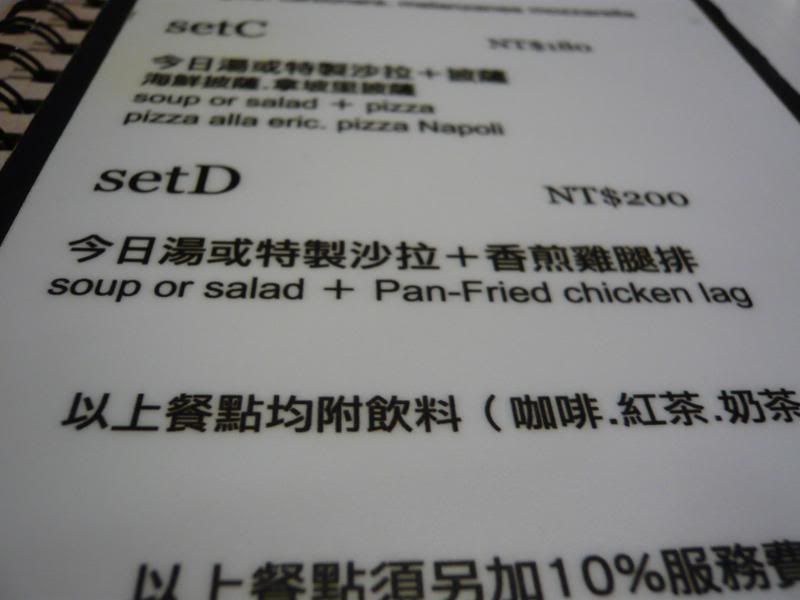 carbonara, melanzanea mozzarella
setC NT$180
今日湯或特製沙拉＋披薩
海鮮披薩.拿坡里披薩
soup or salad + pizza
pizza alla eric. pizza Napoli
setD NT$200
今日湯或特製沙拉＋香煎雞腿排
soup or salad + Pan-Fried chicken lag
以上餐點均附飲料（咖啡.紅茶.奶茶
以上餐點須另加10%服務費